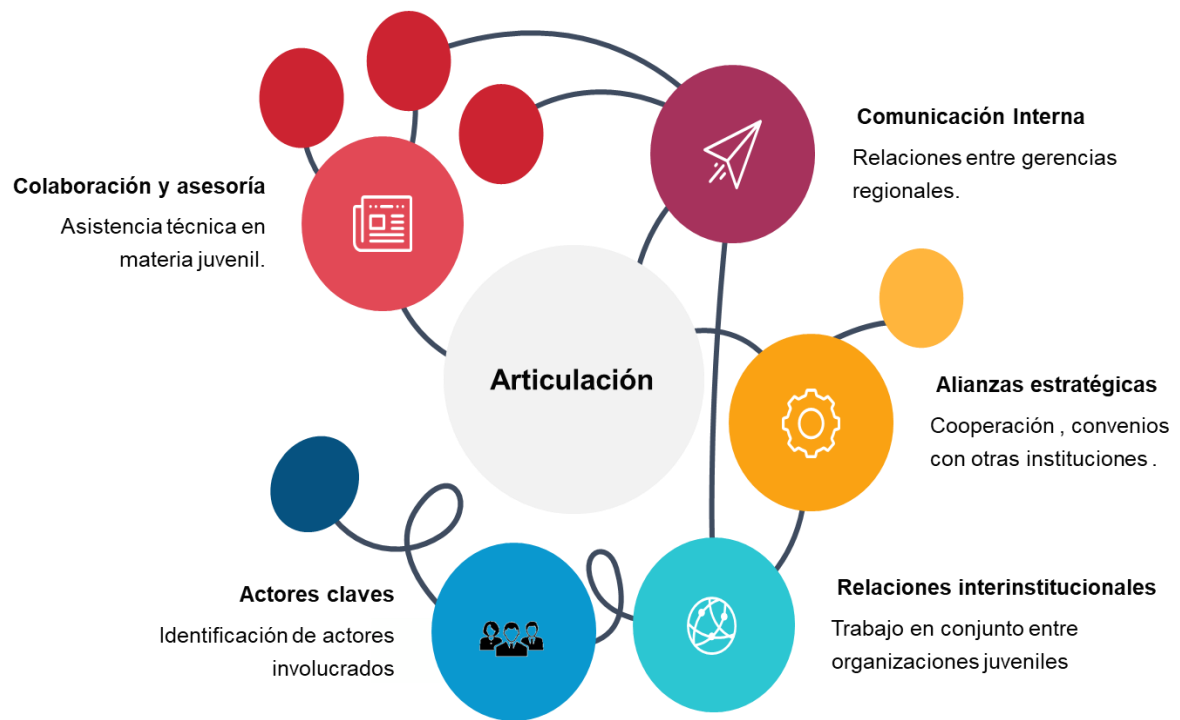 Comunicación Interna
Relaciones entre gerencias
regionales.
Colaboración y asesoría
Asistencia técnica en
materia juvenil.
Articulación
Alianzas estratégicas
Cooperación , convenios
con otras instituciones .
Actores claves
Identificación de actores
involucrados
Relaciones interinstitucionales
Trabajo en conjunto entre
organizaciones juveniles